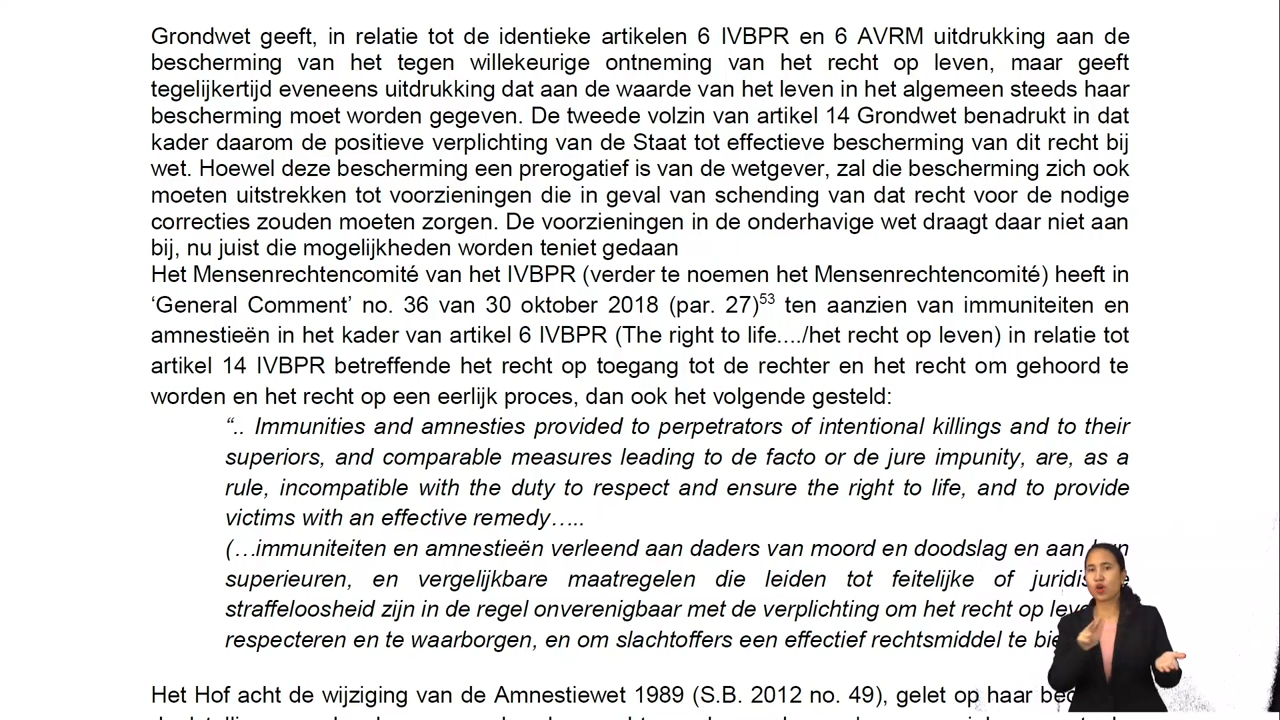 Grondwet geeft, in relatie tot de identieke artikelen 6 IVBPR en 6 AVRM uitdrukking aan de
bescherming van het tegen willekeurige ontneming van het recht op leven, maar geeft
tegelijkertijd eveneens uitdrukking dat aan de waarde van het leven in het algemeen steeds haar
bescherming moet worden gegeven. De tweede volzin van artikel 14 Grondwet benadrukt in dat
kader daarom de positieve verplichting van de Staat tot effectieve bescherming van dit recht bij
wet. Hoewel deze bescherming een prerogatief is van de wetgever, zal die bescherming zich ook
moeten uitstrekken tot voorzieningen die in geval van schending van dat recht voor de nodige
correcties zouden moeten zorgen. De voorzieningen in de onderhavige wet draagt daar niet aan
bij, nu juist die mogelijkheden worden teniet gedaan
Het Mensenrechtencomité van het IVBPR (verder te noemen het Mensenrechtencomité) heeft in
‘General Comment’ no. 36 van 30 oktober 2018 (par. 27)⁵³ ten aanzien van immuniteiten en
amnestieën in het kader van artikel 6 IVBPR (The right to life..../het recht op leven) in relatie tot
artikel 14 IVBPR betreffende het recht op toegang tot de rechter en het recht om gehoord te
worden en het recht op een eerlijk proces, dan ook het volgende gesteld:
“.. Immunities and amnesties provided to perpetrators of intentional killings and to their
superiors, and comparable measures leading to de facto or de jure impunity, are, as a
rule, incompatible with the duty to respect and ensure the right to life, and to provide
victims with an effective remedy…..
(…immuniteiten en amnestieën verleend aan daders van moord en doodslag en aan
superieuren, en vergelijkbare maatregelen die leiden tot feitelijke of
straffeloosheid zijn in de regel onverenigbaar met de verplichting om het recht op
respecteren en te waarborgen, en om slachtoffers een effectief rechtsmiddel te
Het Hof acht de wijziging van de Amnestiewet 1989 (S.B. 2012 no. 49), gelet op haar